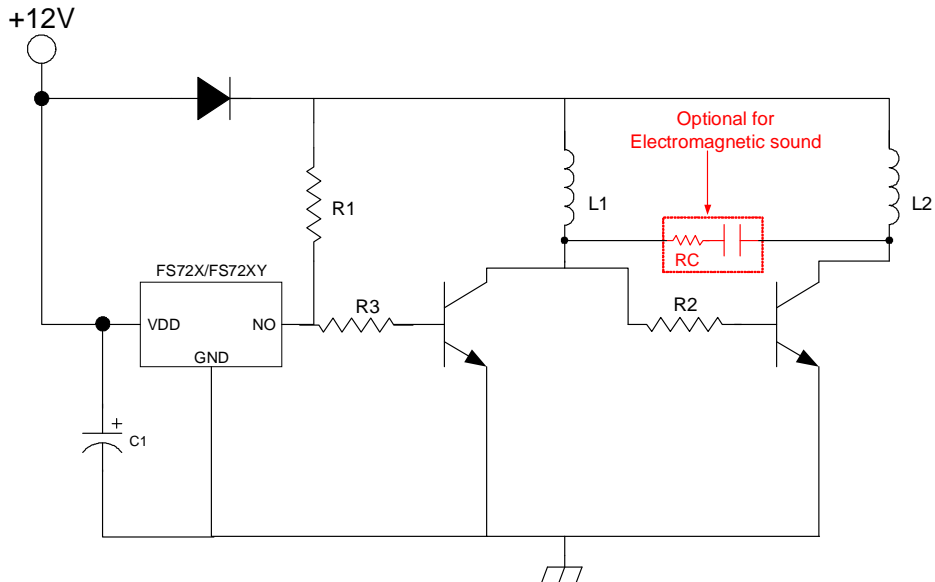 +12V
Optional for
Electromagnetic sound
R1
L1
L2
RC
FS72X/FS72XY
VDD
NO
GND
R3
R2
+
C1